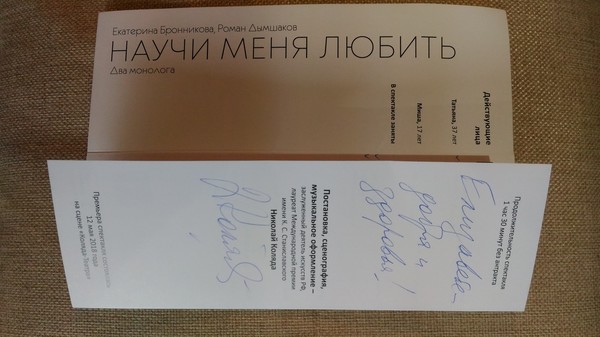 Екатерина Бронникова, Роман Дымшаков
НАУЧИ МЕНЯ ЛЮБИТЬ
Два монолога
Действующие
лица
Татьяна, 37 лет
Миша, 17 лет
В спектакле заняты
Продолжительность спектакля
1 час 30 минут без антракта
Елизавете –
добра и
здоровья!
Постановка, сценография,
музыкальное оформление –
заслуженный деятель искусств РФ,
лауреат Международной премии
имени К. С. Станиславского
Николай Коляда
Премьера спектакля состоялась
12 мая 2018 года
на сцене «Коляда-Театра»